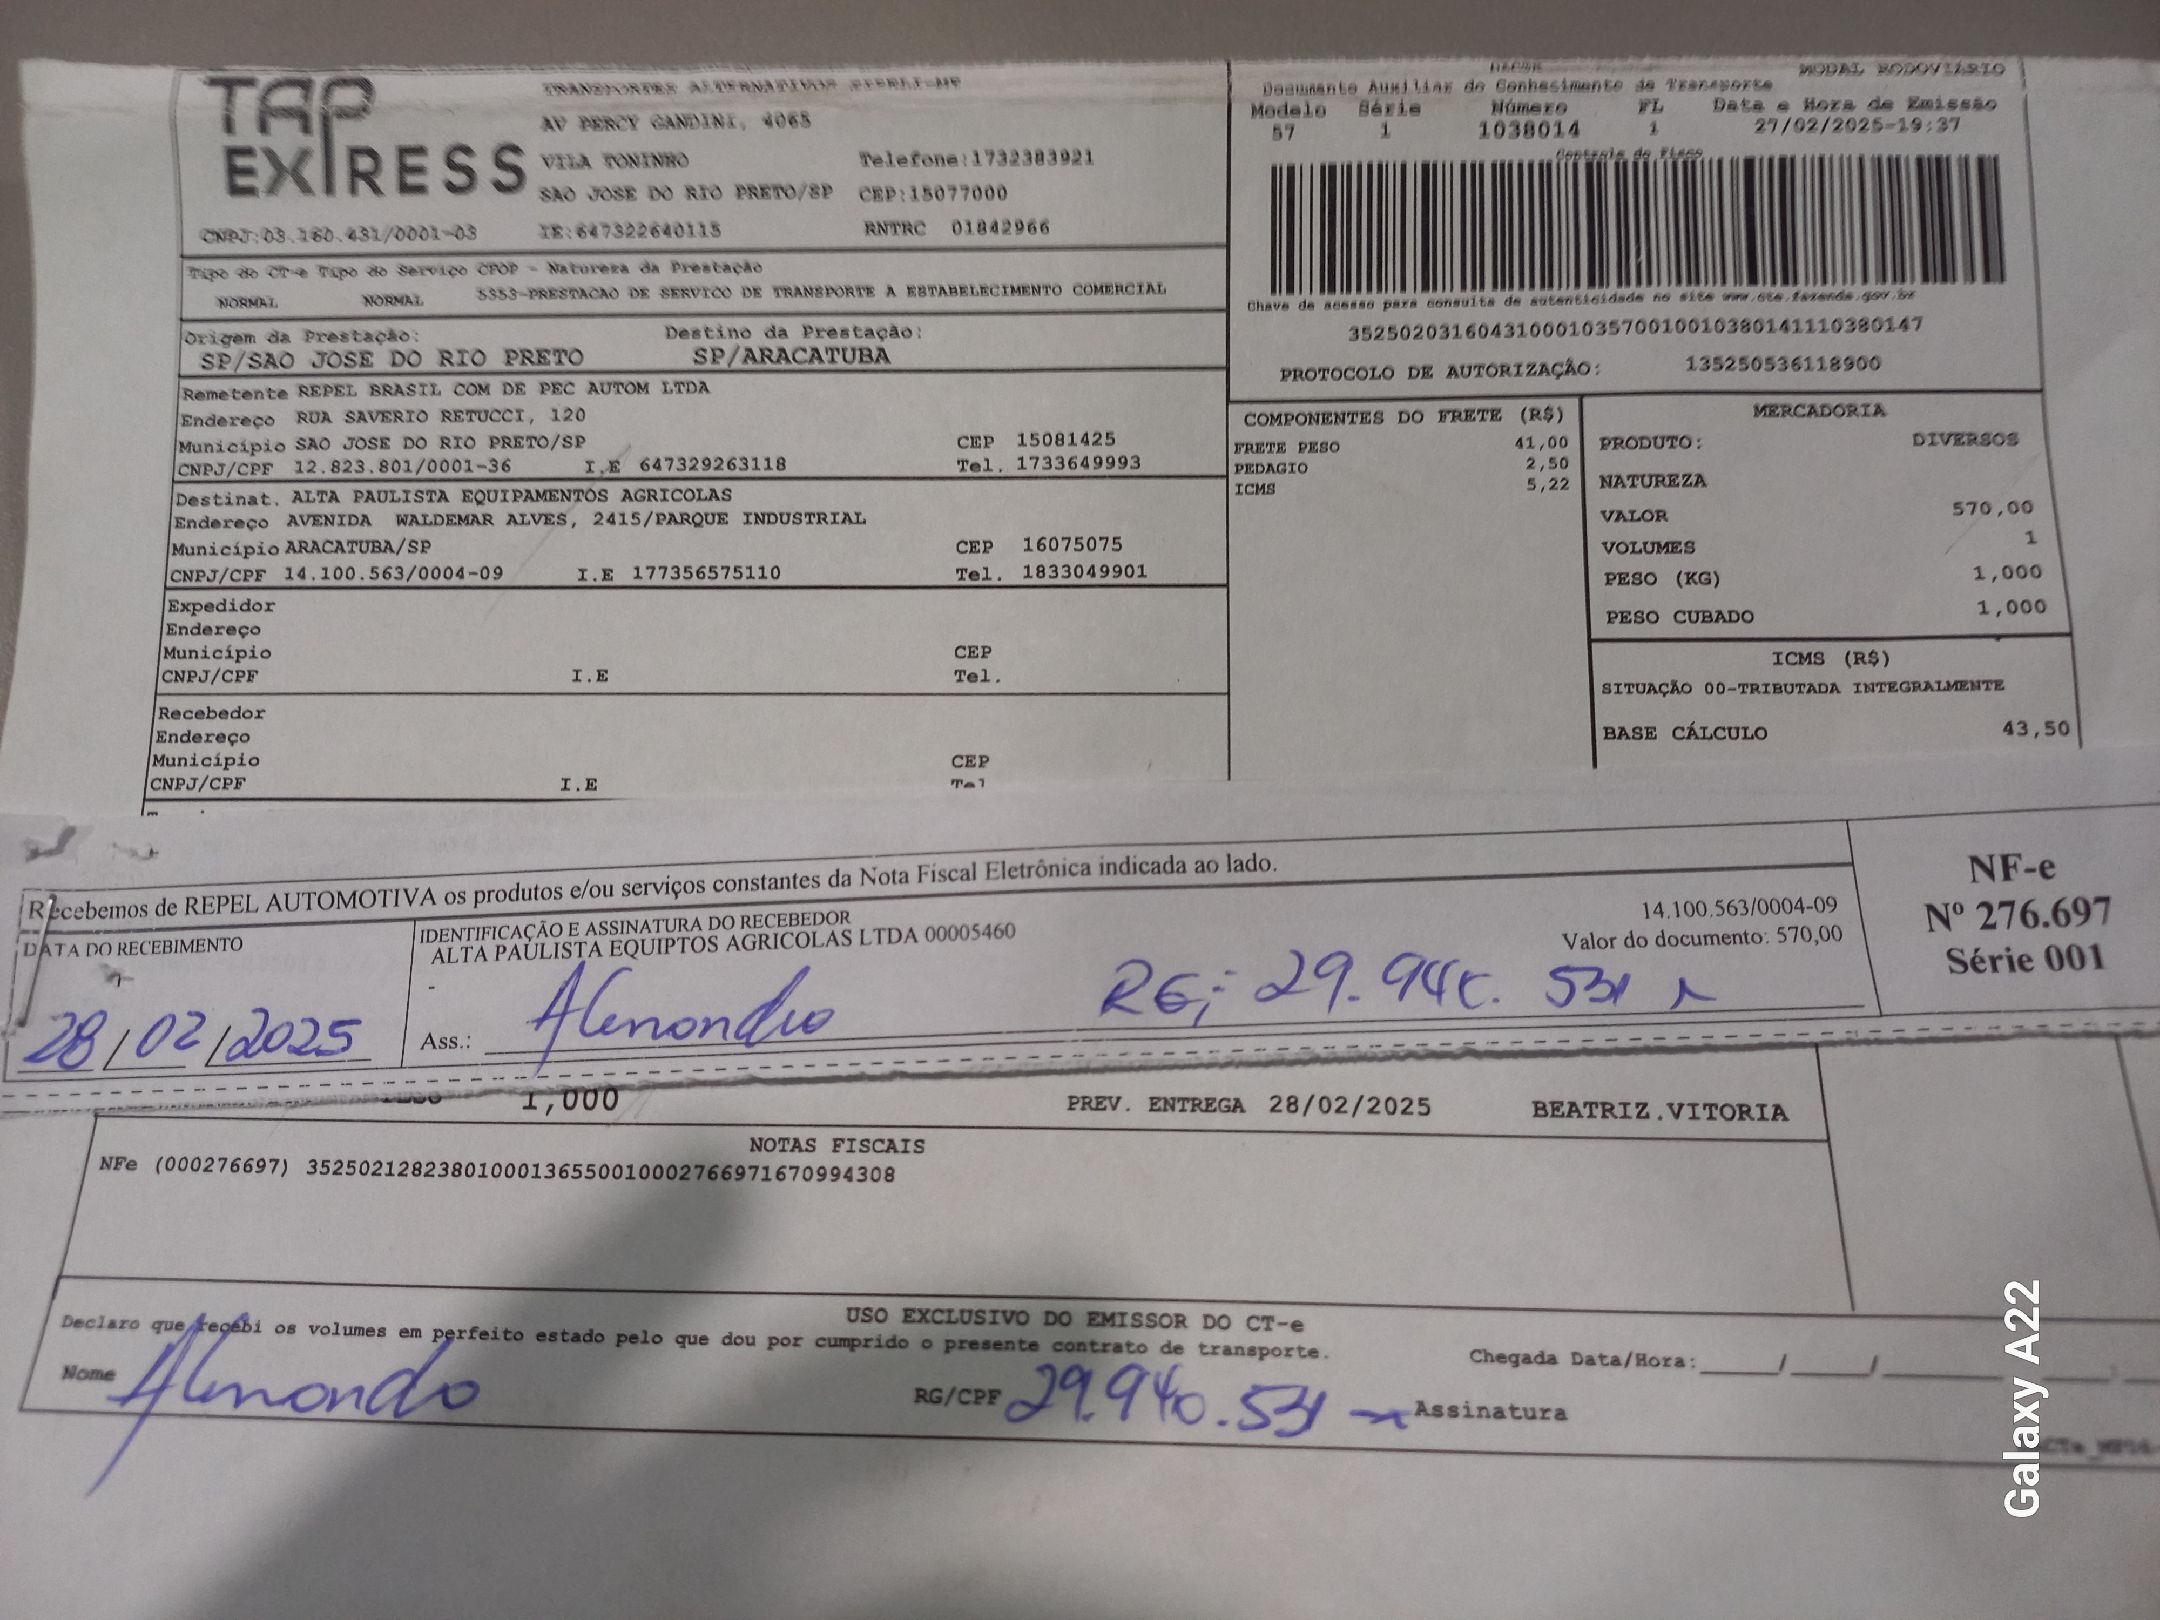 TAP EXPRESS
TRANSPORTES ALTERNATIVOS
AV PERCY GANDINI, 4065
VILA TONINHO Telefone:1732383921
SAO JOSE DO RIO PRETO/SP CEP:15077000
CNPJ:03.160.431/0001-03 IE:647322640115 RNTRC 01842966
DACTE MODAL RODOVIÁRIO
Documento Auxiliar do Conhecimento de Transporte
Modelo Série Número FL Data e Hora de Emissão
57 1 1038014 1 27/02/2025-19:37
Controle do Fisco
Chave de acesso para consulta de autenticidade no site www.cte.fazenda.gov.br
35250203160431000103570010010380141110380147
PROTOCOLO DE AUTORIZAÇÃO: 135250536118900
Tipo do CT-e Tipo do Serviço CFOP - Natureza da Prestação
NORMAL NORMAL 5353-PRESTACAO DE SERVICO DE TRANSPORTE A ESTABELECIMENTO COMERCIAL
Origem da Prestação: Destino da Prestação:
SP/SAO JOSE DO RIO PRETO SP/ARACATUBA
Remetente REPEL BRASIL COM DE PEC AUTOM LTDA
Endereço RUA SAVERIO RETUCCI, 120
Município SAO JOSE DO RIO PRETO/SP CEP 15081425
CNPJ/CPF 12.823.801/0001-36 I.E 647329263118 Tel. 1733649993
Destinat. ALTA PAULISTA EQUIPAMENTOS AGRICOLAS
Endereço AVENIDA WALDEMAR ALVES, 2415/PARQUE INDUSTRIAL
Município ARACATUBA/SP CEP 16075075
CNPJ/CPF 14.100.563/0004-09 I.E 177356575110 Tel. 1833049901
Expedidor
Endereço
Município CEP
CNPJ/CPF I.E Tel.
Recebedor
Endereço
Município CEP
CNPJ/CPF I.E Tel
COMPONENTES DO FRETE (R$)
FRETE PESO 41,00
PEDAGIO 2,50
ICMS 5,22
MERCADORIA
PRODUTO: DIVERSOS
NATUREZA
VALOR 570,00
VOLUMES 1
PESO (KG) 1,000
PESO CUBADO 1,000
ICMS (R$)
SITUAÇÃO 00-TRIBUTADA INTEGRALMENTE
BASE CÁLCULO 43,50
Recebemos de REPEL AUTOMOTIVA os produtos e/ou serviços constantes da Nota Fiscal Eletrônica indicada ao lado.
DATA DO RECEBIMENTO
28/02/2025
IDENTIFICAÇÃO E ASSINATURA DO RECEBEDOR
ALTA PAULISTA EQUIPTOS AGRICOLAS LTDA 00005460
-
14.100.563/0004-09
Valor do documento: 570,00
Ass.: RG:
NF-e
Nº 276.697
Série 001
1,000 PREV. ENTREGA 28/02/2025 BEATRIZ.VITORIA
NOTAS FISCAIS
NFe (000276697) 35250212823801000136550010002766971670994308
USO EXCLUSIVO DO EMISSOR DO CT-e
Declaro que recebi os volumes em perfeito estado pelo que dou por cumprido o presente contrato de transporte.
Nome RG/CPF 29.940.531 Assinatura
Chegada Data/Hora:____/____/
Galaxy A22